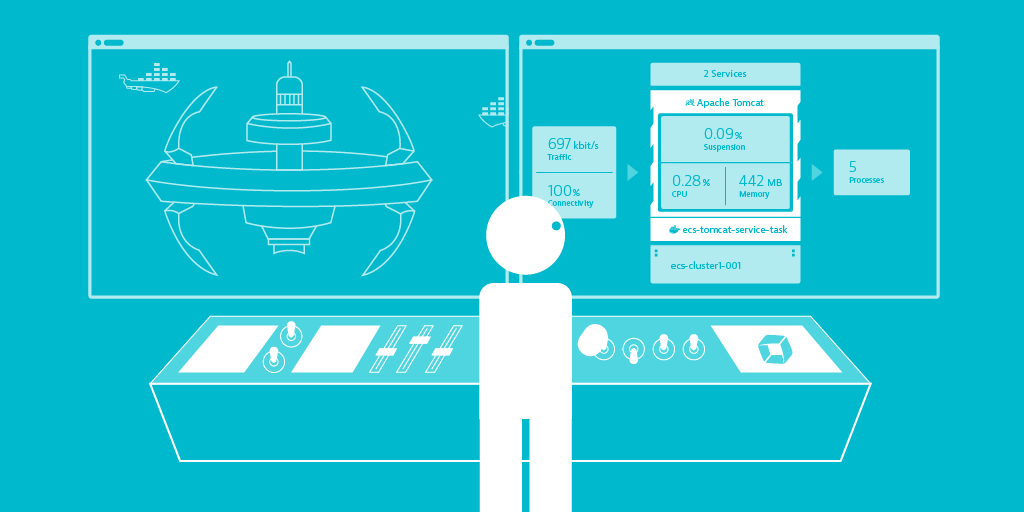 2 Services
Apache Tomcat
697 kbit/s
Traffic
100%
Connectivity
0.09%
Suspension
0.28%
CPU
442 MB
Memory
5
Processes
ecs-tomcat-service-task
ecs-cluster1-001